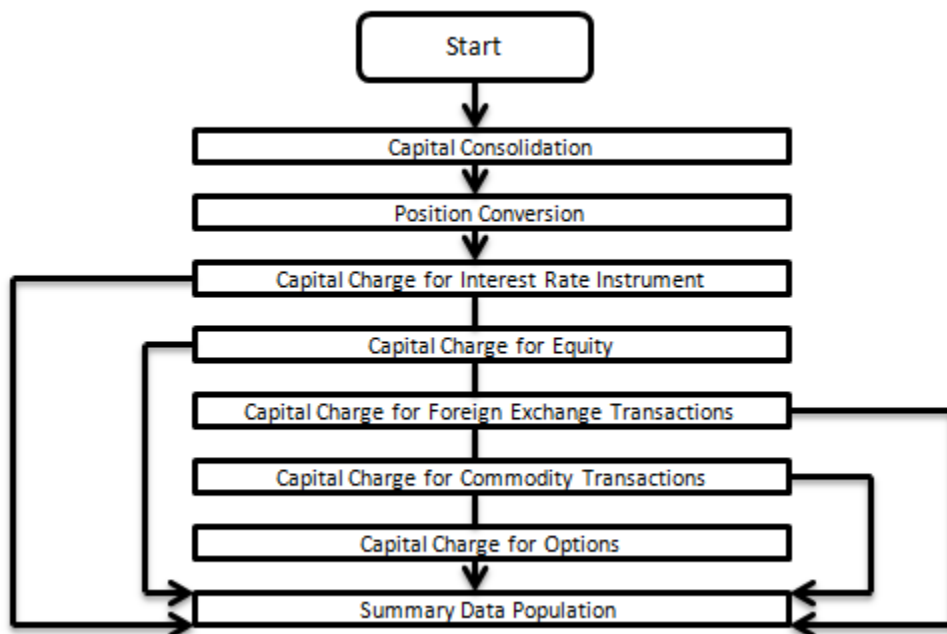 Start
Capital Consolidation
Position Conversion
Capital Charge for Interest Rate Instrument
Capital Charge for Equity
Capital Charge for Foreign Exchange Transactions
Capital Charge for Commodity Transactions
Capital Charge for Options
Summary Data Population